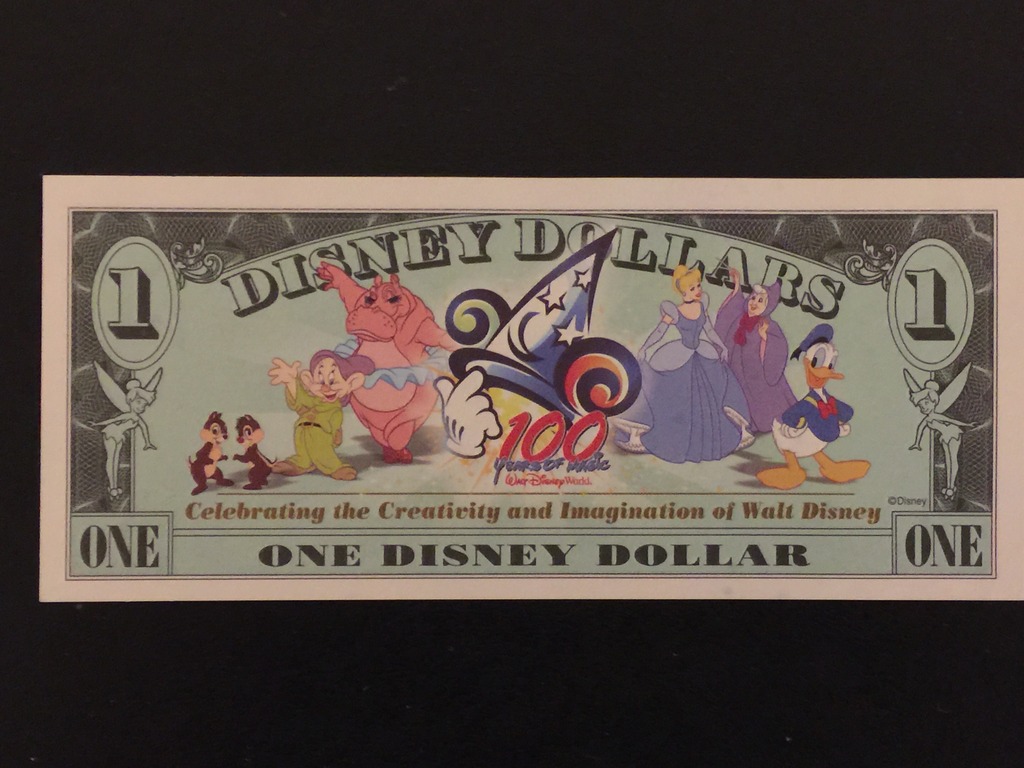 DISNEY DOLLARS
1
1
100
YEARS OF MAGIC
Walt Disney World.
©Disney
Celebrating the Creativity and Imagination of Walt Disney
ONE
ONE DISNEY DOLLAR
ONE